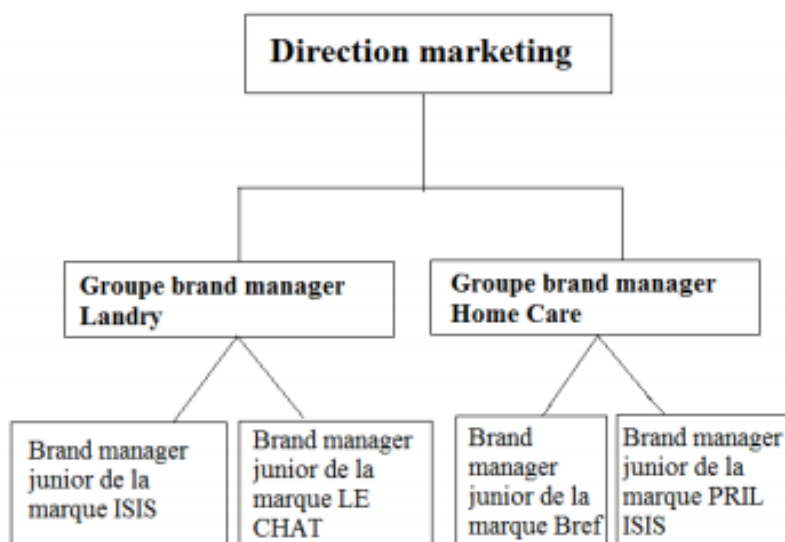 Direction marketing
Groupe brand manager
Landry
Groupe brand manager
Home Care
Brand manager
junior de la
marque ISIS
Brand manager
junior de la
marque LE
CHAT
Brand
manager
junior de la
marque Bref
Brand manager
junior de la
marque PRIL
ISIS